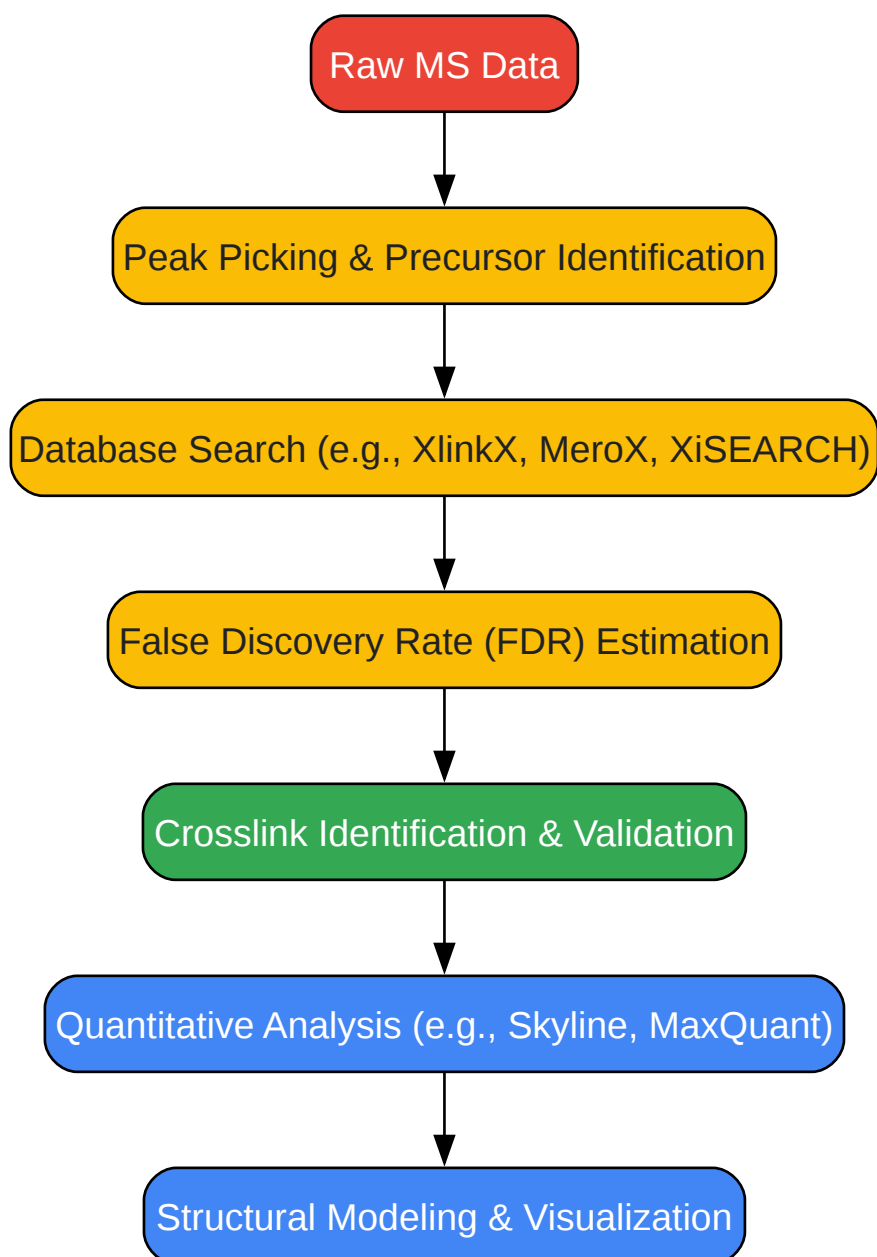 Raw MS Data
Peak Picking & Precursor Identification
Database Search (e.g., XlinkX, MeroX, XiSEARCH)
False Discovery Rate (FDR) Estimation
Crosslink Identification & Validation
Quantitative Analysis (e.g., Skyline, MaxQuant)
Structural Modeling & Visualization